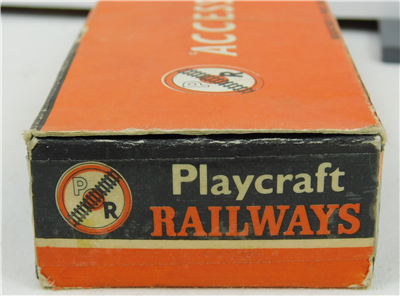 "ACCESS
P R
P R
Playcraft
RAILWAYS